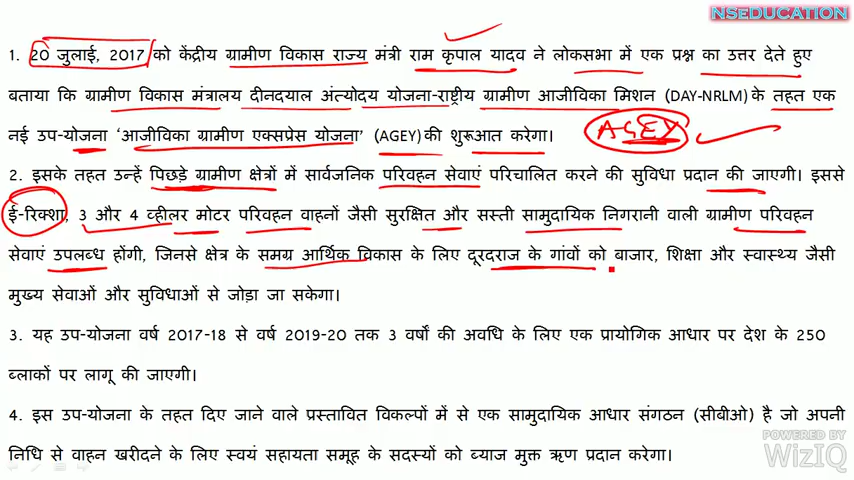 NSEDUCATION
1. 20 जुलाई, 2017 को केंद्रीय ग्रामीण विकास राज्य मंत्री राम कृपाल यादव ने लोकसभा में एक प्रश्न का उत्तर देते हुए
बताया कि ग्रामीण विकास मंत्रालय दीनदयाल अंत्योदय योजना-राष्ट्रीय ग्रामीण आजीविका मिशन (DAY-NRLM) के तहत एक
नई उप-योजना 'आजीविका ग्रामीण एक्सप्रेस योजना' (AGEY) की शुरूआत करेगा। AGEY
2. इसके तहत उन्हें पिछड़े ग्रामीण क्षेत्रों में सार्वजनिक परिवहन सेवाएं परिचालित करने की सुविधा प्रदान की जाएगी। इससे
ई-रिक्शा, 3 और 4 व्हीलर मोटर परिवहन वाहनों जैसी सुरक्षित और सस्ती सामुदायिक निगरानी वाली ग्रामीण परिवहन
सेवाएं उपलब्ध होंगी, जिनसे क्षेत्र के समग्र आर्थिक विकास के लिए दूरदराज के गांवों को बाजार, शिक्षा और स्वास्थ्य जैसी
मुख्य सेवाओं और सुविधाओं से जोड़ा जा सकेगा।
3. यह उप-योजना वर्ष 2017-18 से वर्ष 2019-20 तक 3 वर्षों की अवधि के लिए एक प्रायोगिक आधार पर देश के 250
ब्लाकों पर लागू की जाएगी।
4. इस उप-योजना के तहत दिए जाने वाले प्रस्तावित विकल्पों में से एक सामुदायिक आधार संगठन (सीबीओ) है जो अपनी
निधि से वाहन खरीदने के लिए स्वयं सहायता समूह के सदस्यों को ब्याज मुक्त ऋण प्रदान करेगा।
POWERED BY
WizIQ